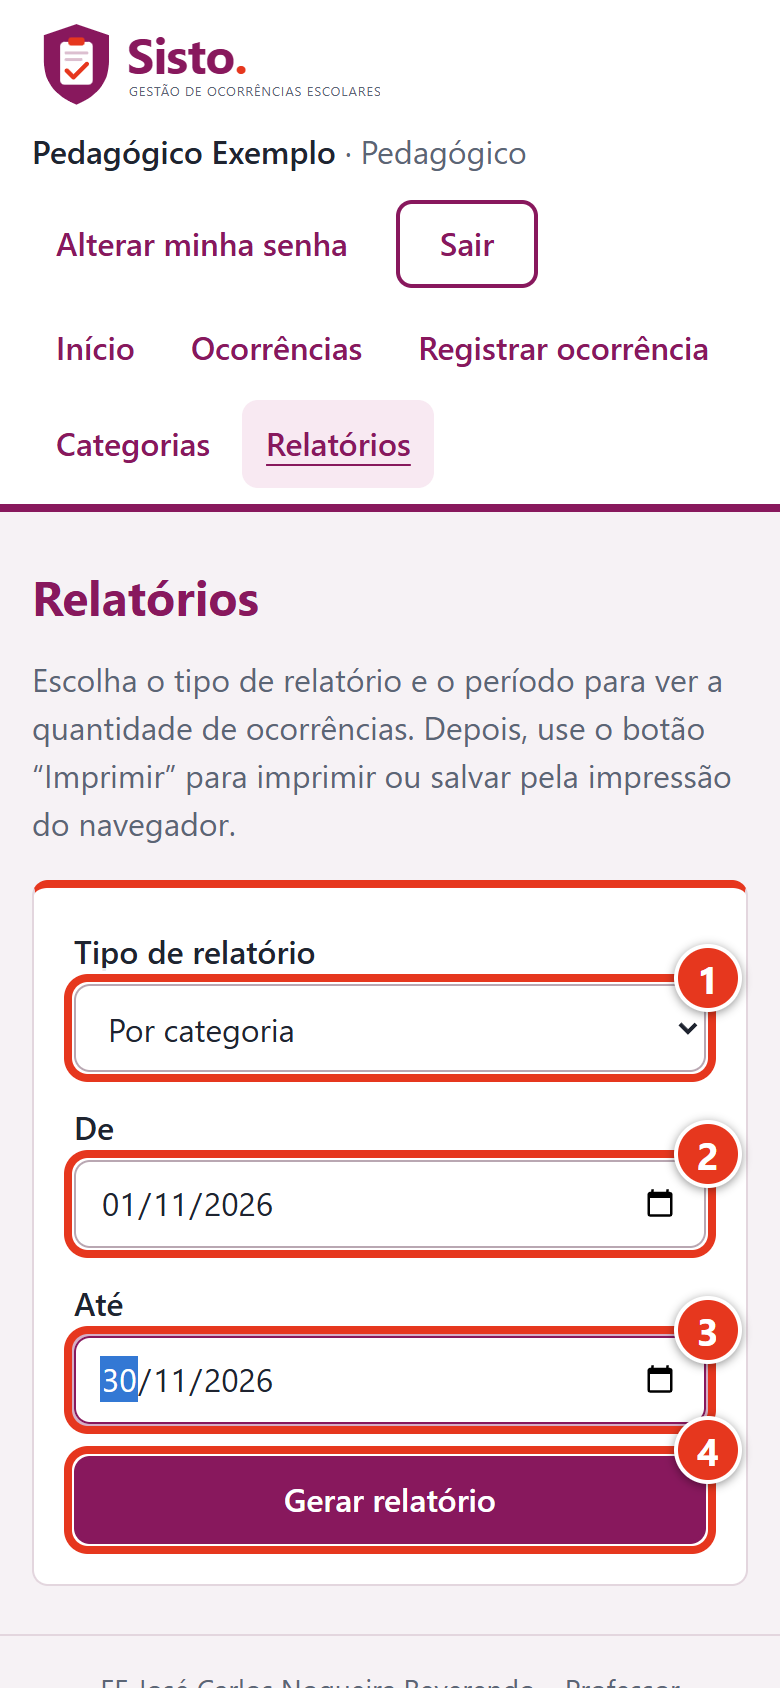 Sisto.
GESTÃO DE OCORRÊNCIAS ESCOLARES
Pedagógico Exemplo · Pedagógico
Alterar minha senha Sair
Início Ocorrências Registrar ocorrência
Categorias Relatórios
Relatórios
Escolha o tipo de relatório e o período para ver a
quantidade de ocorrências. Depois, use o botão
“Imprimir” para imprimir ou salvar pela impressão
do navegador.
Tipo de relatório
1
Por categoria
De
2
01/11/2026
Até
3
30/11/2026
4
Gerar relatório